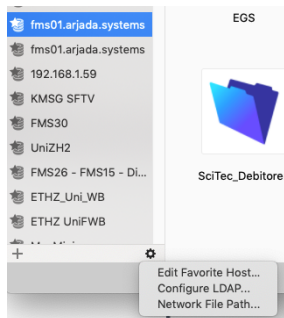 fms01.arjada.systems
EGS
fms01.arjada.systems
192.168.1.59
KMSG SFTV
FMS30
UniZH2
FMS26 - FMS15 - Di...
SciTec_Debitore
ETHZ_Uni_WB
ETHZ UniFWB
+
Edit Favorite Host...
Configure LDAP...
Network File Path...